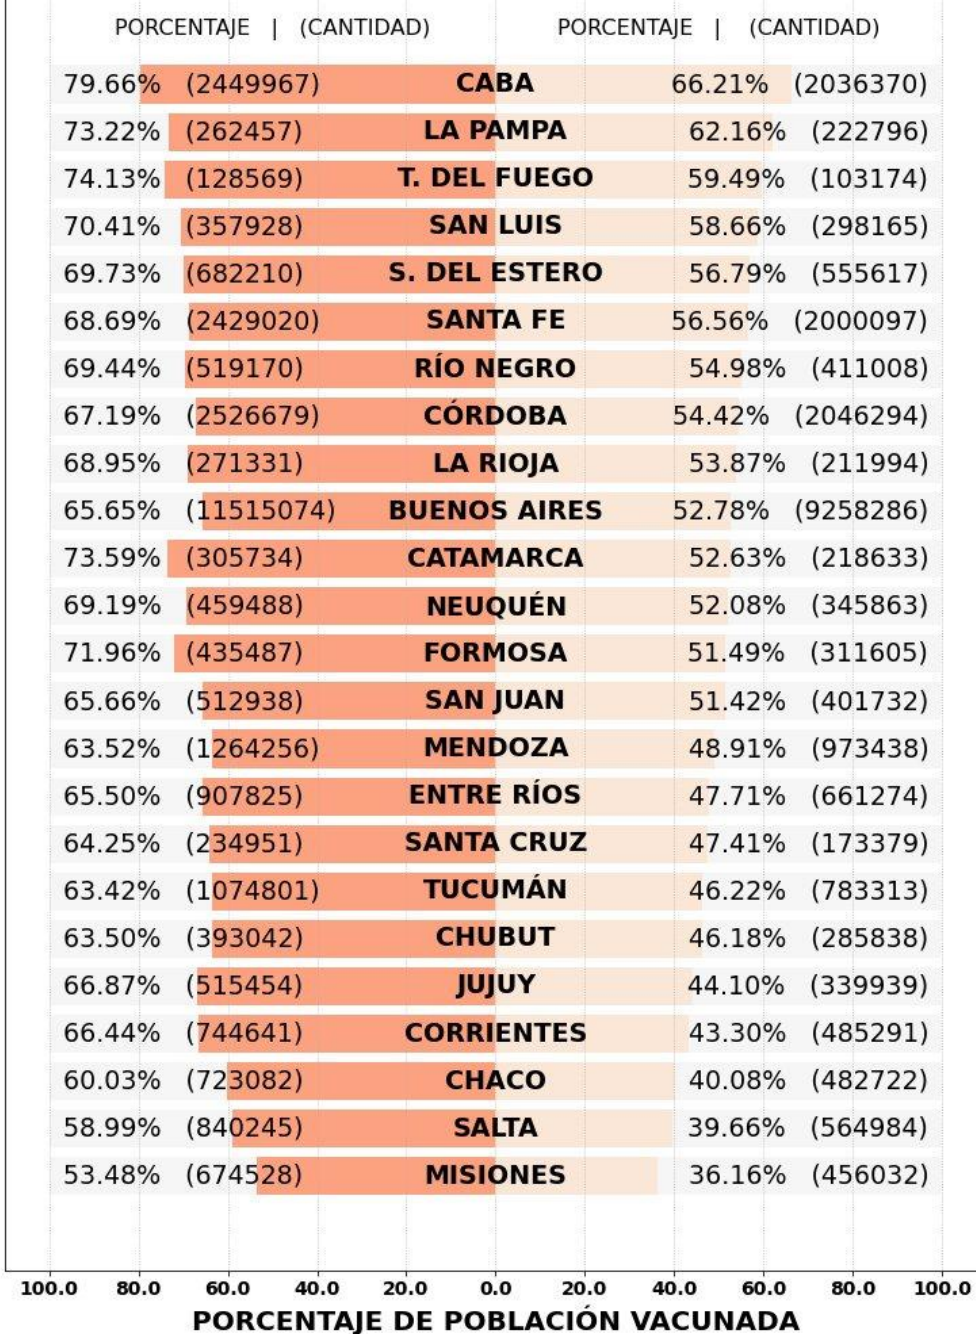 PORCENTAJE | (CANTIDAD) PORCENTAJE | (CANTIDAD)
79.66% (2449967) CABA 66.21% (2036370)
73.22% (262457) LA PAMPA 62.16% (222796)
74.13% (128569) T. DEL FUEGO 59.49% (103174)
70.41% (357928) SAN LUIS 58.66% (298165)
69.73% (682210) S. DEL ESTERO 56.79% (555617)
68.69% (2429020) SANTA FE 56.56% (2000097)
69.44% (519170) RÍO NEGRO 54.98% (411008)
67.19% (2526679) CÓRDOBA 54.42% (2046294)
68.95% (271331) LA RIOJA 53.87% (211994)
65.65% (11515074) BUENOS AIRES 52.78% (9258286)
73.59% (305734) CATAMARCA 52.63% (218633)
69.19% (459488) NEUQUÉN 52.08% (345863)
71.96% (435487) FORMOSA 51.49% (311605)
65.66% (512938) SAN JUAN 51.42% (401732)
63.52% (1264256) MENDOZA 48.91% (973438)
65.50% (907825) ENTRE RÍOS 47.71% (661274)
64.25% (234951) SANTA CRUZ 47.41% (173379)
63.42% (1074801) TUCUMÁN 46.22% (783313)
63.50% (393042) CHUBUT 46.18% (285838)
66.87% (515454) JUJUY 44.10% (339939)
66.44% (744641) CORRIENTES 43.30% (485291)
60.03% (723082) CHACO 40.08% (482722)
58.99% (840245) SALTA 39.66% (564984)
53.48% (674528) MISIONES 36.16% (456032)
100.0 80.0 60.0 40.0 20.0 0.0 20.0 40.0 60.0 80.0 100.0
PORCENTAJE DE POBLACIÓN VACUNADA